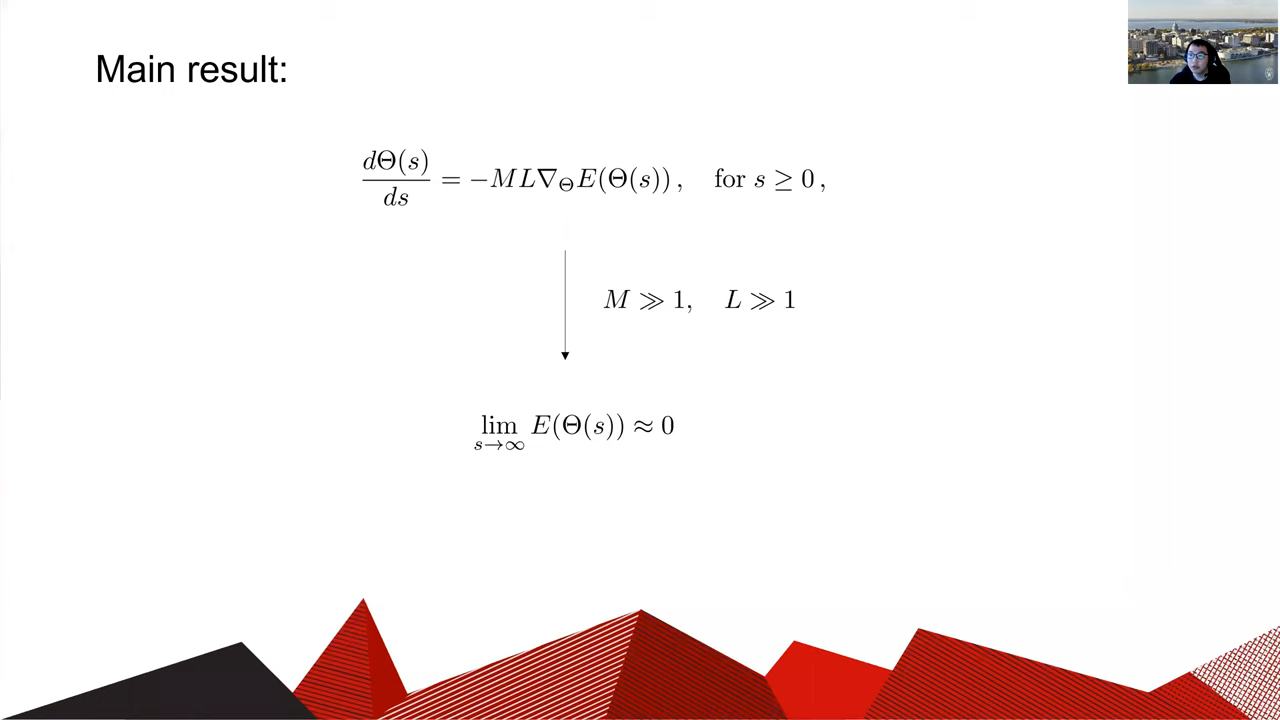 Main result:
dΘ(s)/ds = −ML∇_Θ E(Θ(s)) ,  for s ≥ 0 ,
M ≫ 1,  L ≫ 1
lim_{s→∞} E(Θ(s)) ≈ 0